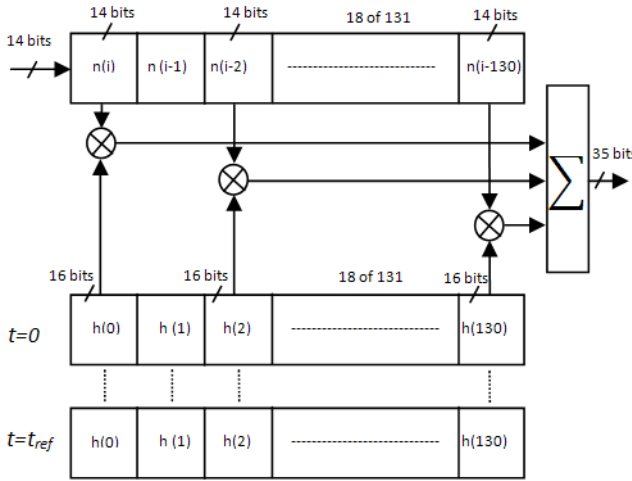 14 bits 14 bits 18 of 131 14 bits
14 bits
n(i) n (i-1) n(i-2) n(i-130)
35 bits
∑
16 bits 16 bits 18 of 131 16 bits
t=0 h(0) h (1) h(2) h(130)
t=tref h(0) h (1) h(2) h(130)